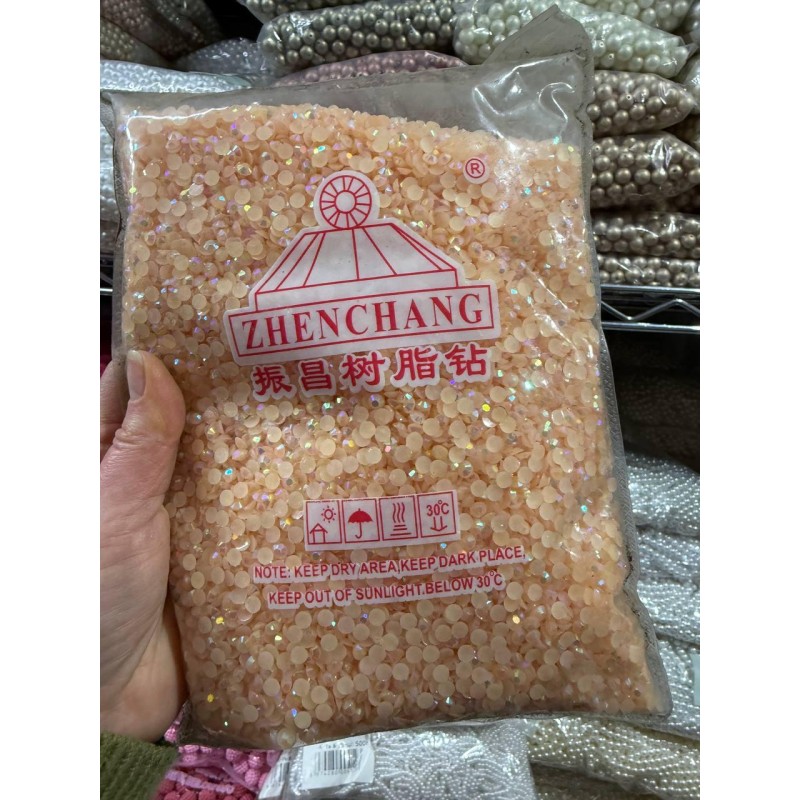 ®
ZHENCHANG
振昌树脂钻
30℃
NOTE: KEEP DRY AREA,KEEP DARK PLACE,
KEEP OUT OF SUNLIGHT.BELOW 30℃